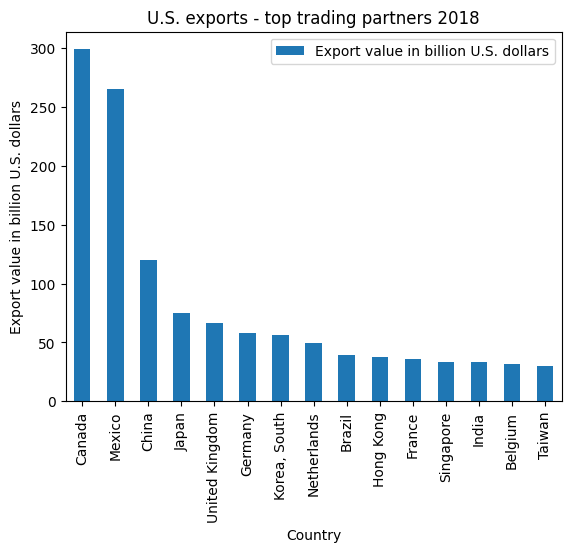 U.S. exports - top trading partners 2018
Export value in billion U.S. dollars
Export value in billion U.S. dollars
300
250
200
150
100
50
0
Canada
Mexico
China
Japan
United Kingdom
Germany
Korea, South
Netherlands
Brazil
Hong Kong
France
Singapore
India
Belgium
Taiwan
Country